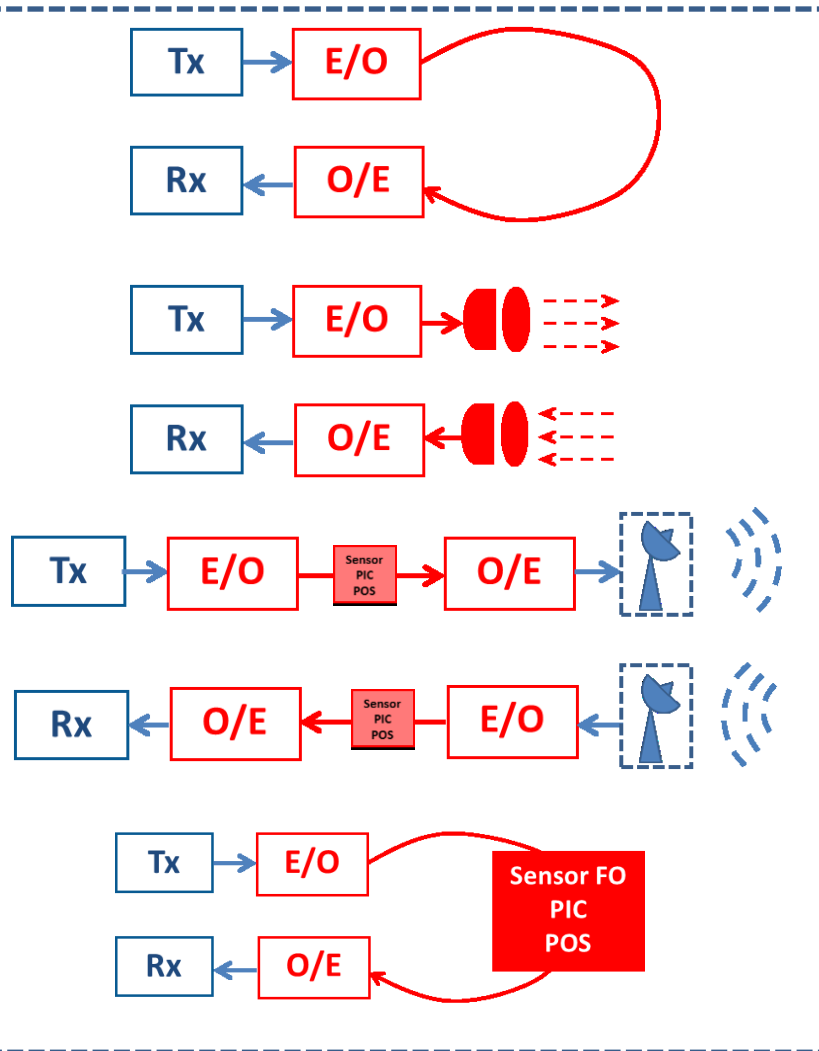 Tx
E/O
Rx
O/E
Tx
E/O
Rx
O/E
Tx
E/O
Sensor
PIC
POS
O/E
Rx
O/E
Sensor
PIC
POS
E/O
Tx
E/O
Sensor FO
PIC
POS
Rx
O/E